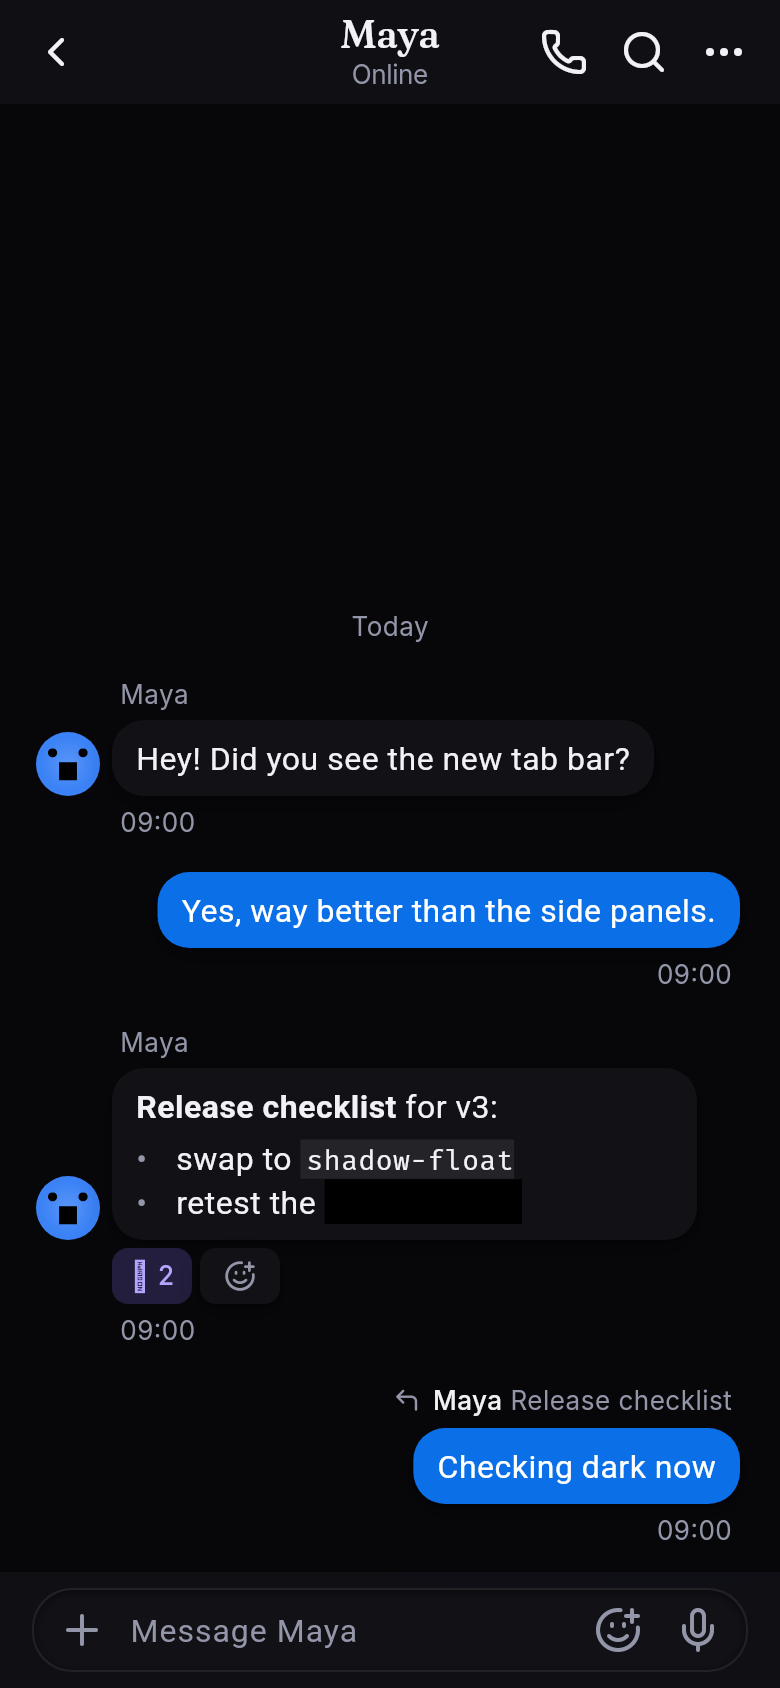 Maya
Online
Today
Maya
Hey! Did you see the new tab bar?
09:00
Yes, way better than the side panels.
09:00
Maya
Release checklist for v3:
• swap to shadow-float
• retest the
2
09:00
Maya Release checklist
Checking dark now
09:00
Message Maya